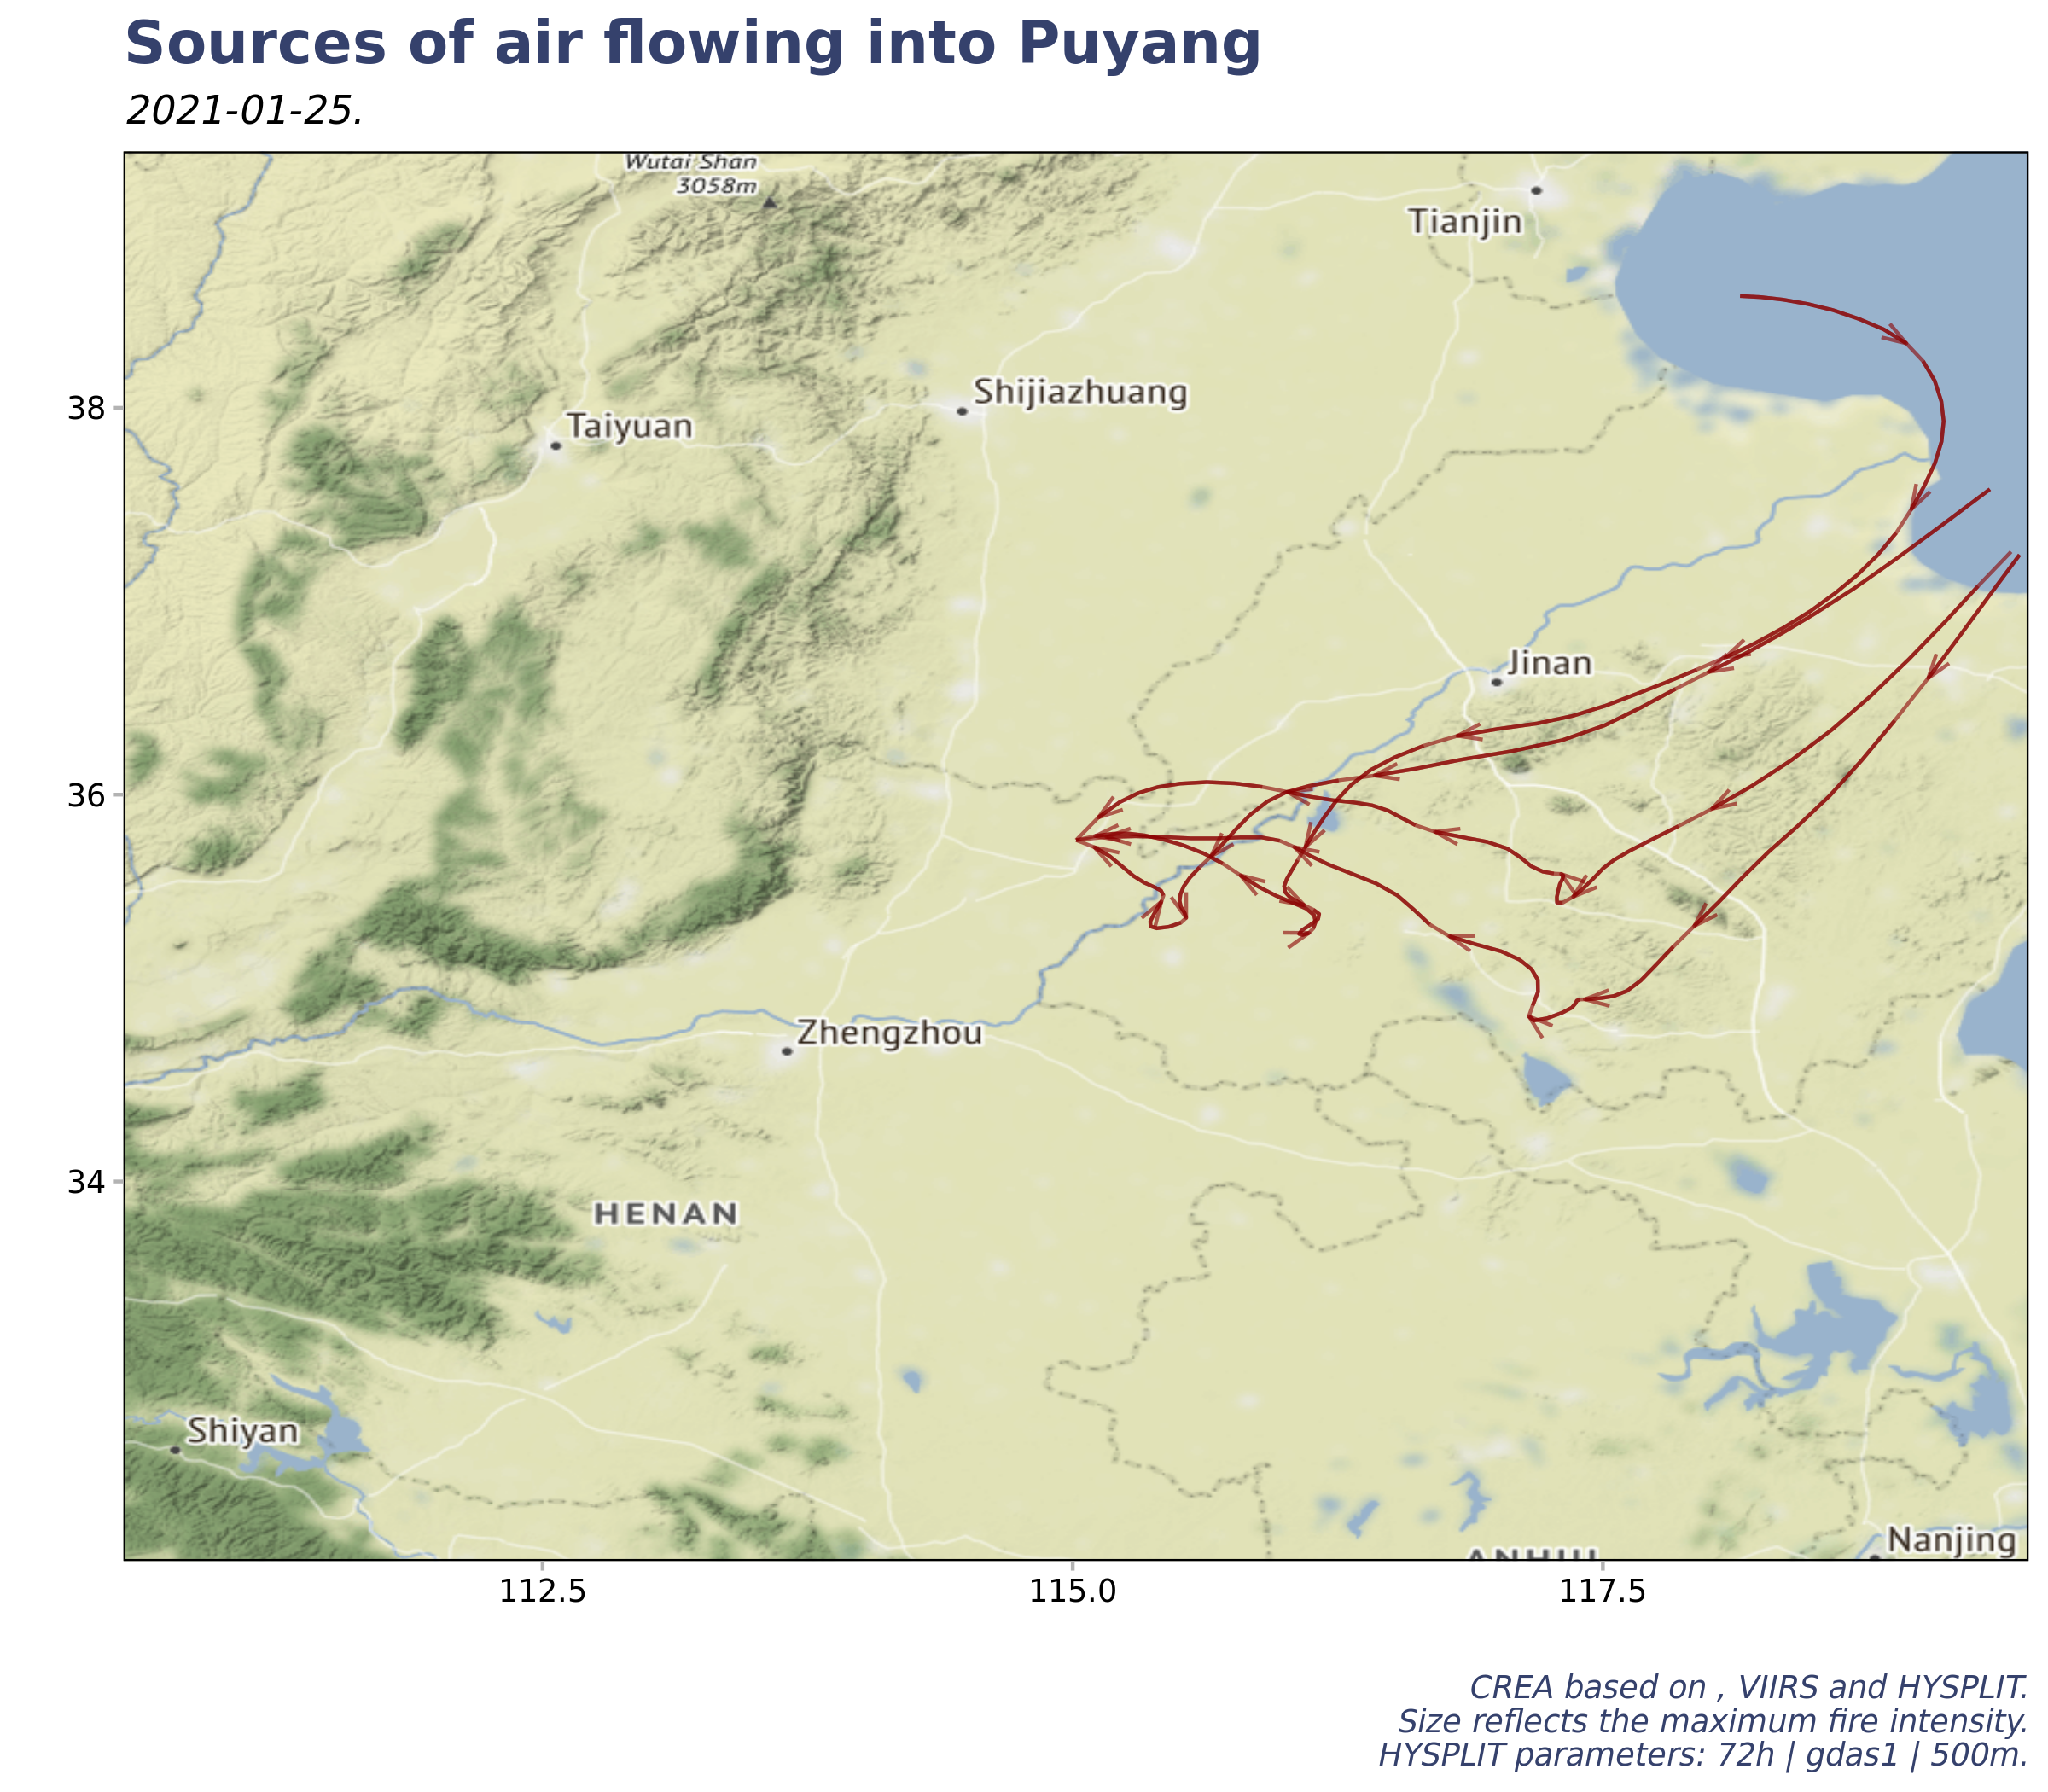 Sources of air flowing into Puyang
2021-01-25.
Wutai Shan
3058m
Tianjin
Shijiazhuang
Taiyuan
Jinan
Zhengzhou
HENAN
Shiyan
Nanjing
ANHUI
38
36
34
112.5
115.0
117.5
CREA based on , VIIRS and HYSPLIT.
Size reflects the maximum fire intensity.
HYSPLIT parameters: 72h | gdas1 | 500m.